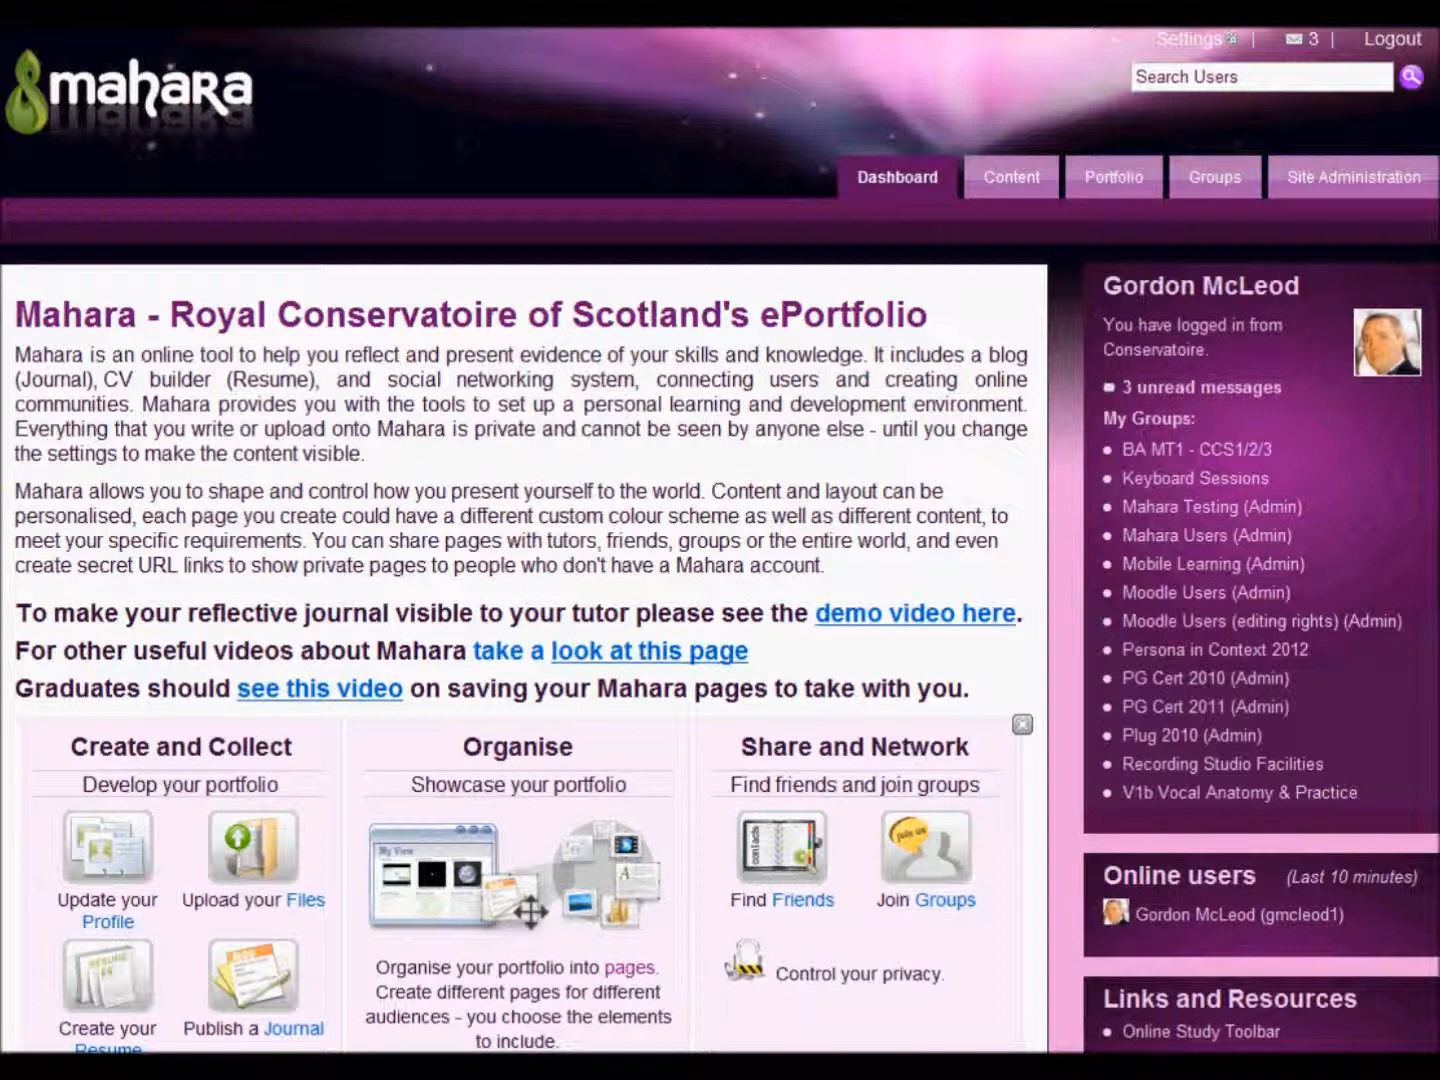 Settings | 3 | Logout
mahara
Search Users
Dashboard Content Portfolio Groups Site Administration
Mahara - Royal Conservatoire of Scotland's ePortfolio
Mahara is an online tool to help you reflect and present evidence of your skills and knowledge. It includes a blog
(Journal), CV builder (Resume), and social networking system, connecting users and creating online
communities. Mahara provides you with the tools to set up a personal learning and development environment.
Everything that you write or upload onto Mahara is private and cannot be seen by anyone else - until you change
the settings to make the content visible.
Mahara allows you to shape and control how you present yourself to the world. Content and layout can be
personalised, each page you create could have a different custom colour scheme as well as different content, to
meet your specific requirements. You can share pages with tutors, friends, groups or the entire world, and even
create secret URL links to show private pages to people who don't have a Mahara account.
To make your reflective journal visible to your tutor please see the demo video here.
For other useful videos about Mahara take a look at this page
Graduates should see this video on saving your Mahara pages to take with you.
Create and Collect
Develop your portfolio
Update your
Profile
Upload your Files
Create your
Resume
Publish a Journal
Organise
Showcase your portfolio
My View
Organise your portfolio into pages.
Create different pages for different
audiences - you choose the elements
to include.
Share and Network
Find friends and join groups
contacts
Find Friends
join us
Join Groups
Control your privacy.
Gordon McLeod
You have logged in from
Conservatoire.
3 unread messages
My Groups:
BA MT1 - CCS1/2/3
Keyboard Sessions
Mahara Testing (Admin)
Mahara Users (Admin)
Mobile Learning (Admin)
Moodle Users (Admin)
Moodle Users (editing rights) (Admin)
Persona in Context 2012
PG Cert 2010 (Admin)
PG Cert 2011 (Admin)
Plug 2010 (Admin)
Recording Studio Facilities
V1b Vocal Anatomy & Practice
Online users (Last 10 minutes)
Gordon McLeod (gmcleod1)
Links and Resources
Online Study Toolbar